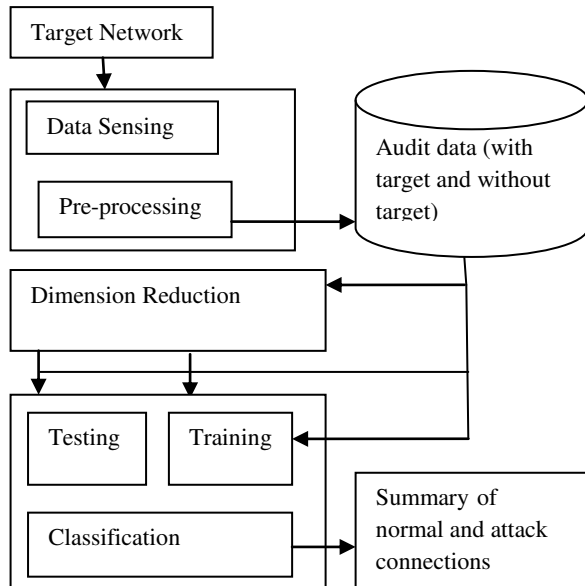 Target Network
Data Sensing
Pre-processing
Audit data (with
target and without
target)
Dimension Reduction
Testing
Training
Classification
Summary of
normal and attack
connections